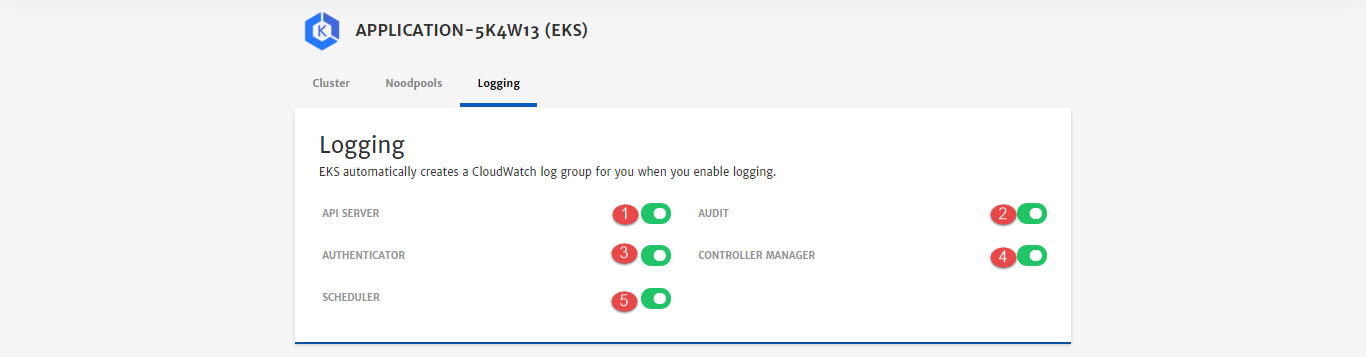 K
APPLICATION-5K4W13 (EKS)
Cluster Noodpools Logging
Logging
EKS automatically creates a CloudWatch log group for you when you enable logging.
API SERVER 1 AUDIT 2
AUTHENTICATOR 3 CONTROLLER MANAGER 4
SCHEDULER 5